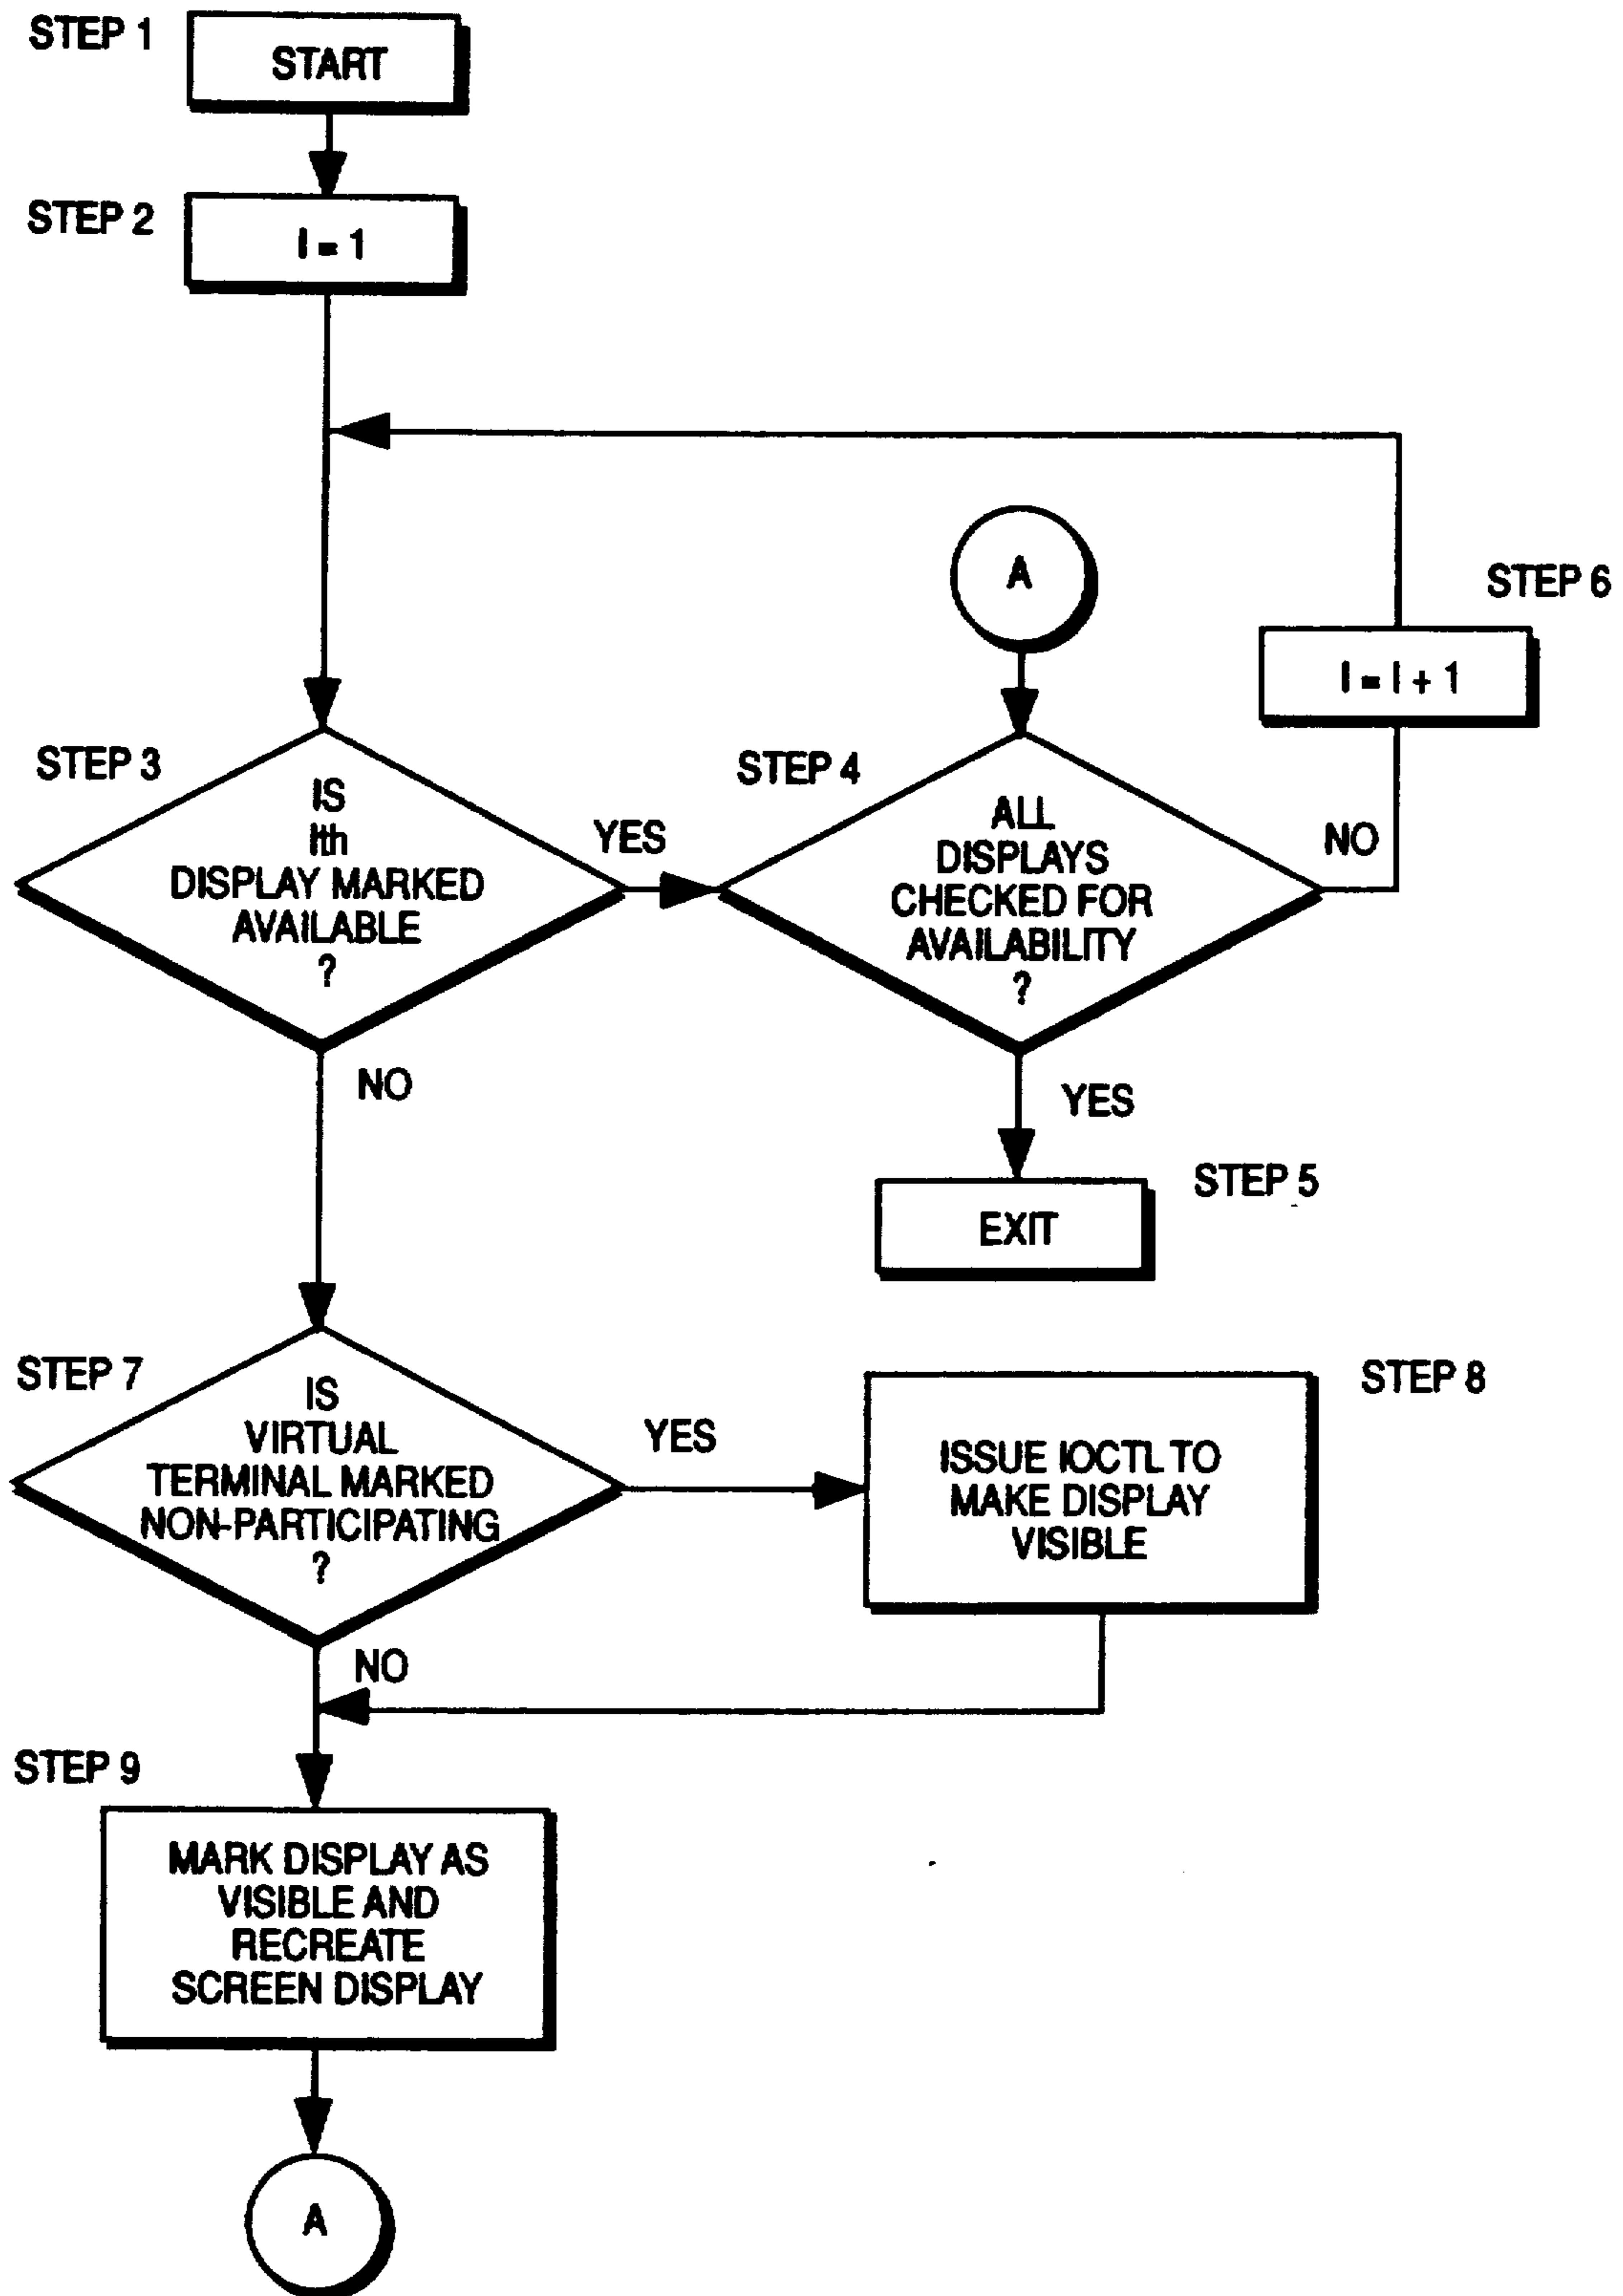 STEP 1
START
STEP 2
I = 1
A
STEP 6
I = I + 1
STEP 3
IS
Ith
DISPLAY MARKED
AVAILABLE
?
YES
STEP 4
ALL
DISPLAYS
CHECKED FOR
AVAILABILITY
?
NO
NO
YES
STEP 5
EXIT
STEP 7
IS
VIRTUAL
TERMINAL MARKED
NON-PARTICIPATING
?
YES
STEP 8
ISSUE IOCTL TO
MAKE DISPLAY
VISIBLE
NO
STEP 9
MARK DISPLAY AS
VISIBLE AND
RECREATE
SCREEN DISPLAY
A